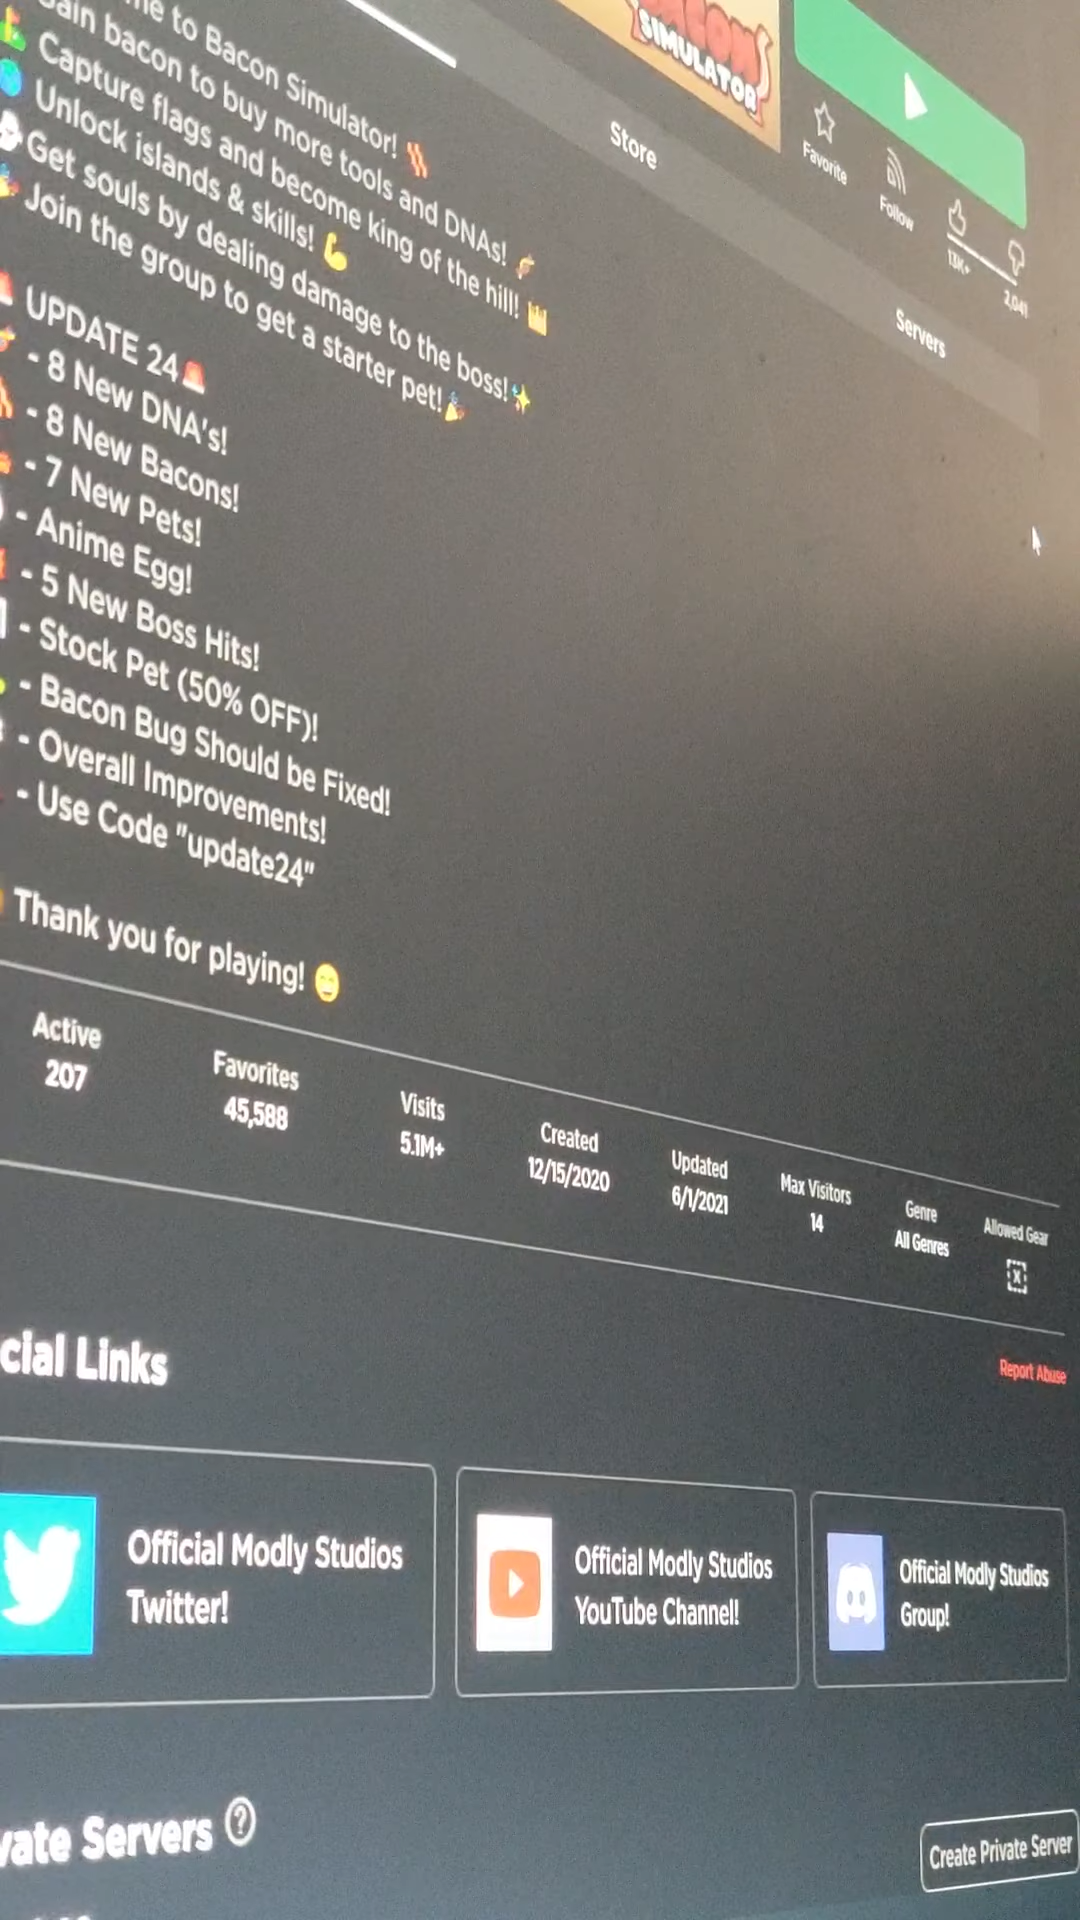 to Bacon Simulator!
bacon to buy more tools and DNAs!
Capture flags and become king of the hill!
Unlock islands & skills!
Get souls by dealing damage to the boss!
Join the group to get a starter pet!
UPDATE 24
- 8 New DNA's!
- 8 New Bacons!
- 7 New Pets!
- Anime Egg!
- 5 New Boss Hits!
- Stock Pet (50% OFF)!
- Bacon Bug Should be Fixed!
- Overall Improvements!
- Use Code "update24"
Thank you for playing!
SIMULATOR
Favorite
Follow
13K+
2,041
Store
Servers
Active
207
Favorites
45,588
Visits
5.1M+
Created
12/15/2020
Updated
6/1/2021
Max Visitors
14
Genre
All Genres
Allowed Gear
cial Links
Report Abuse
Official Modly Studios
Twitter!
Official Modly Studios
YouTube Channel!
Official Modly Studios
Group!
vate Servers
Create Private Server